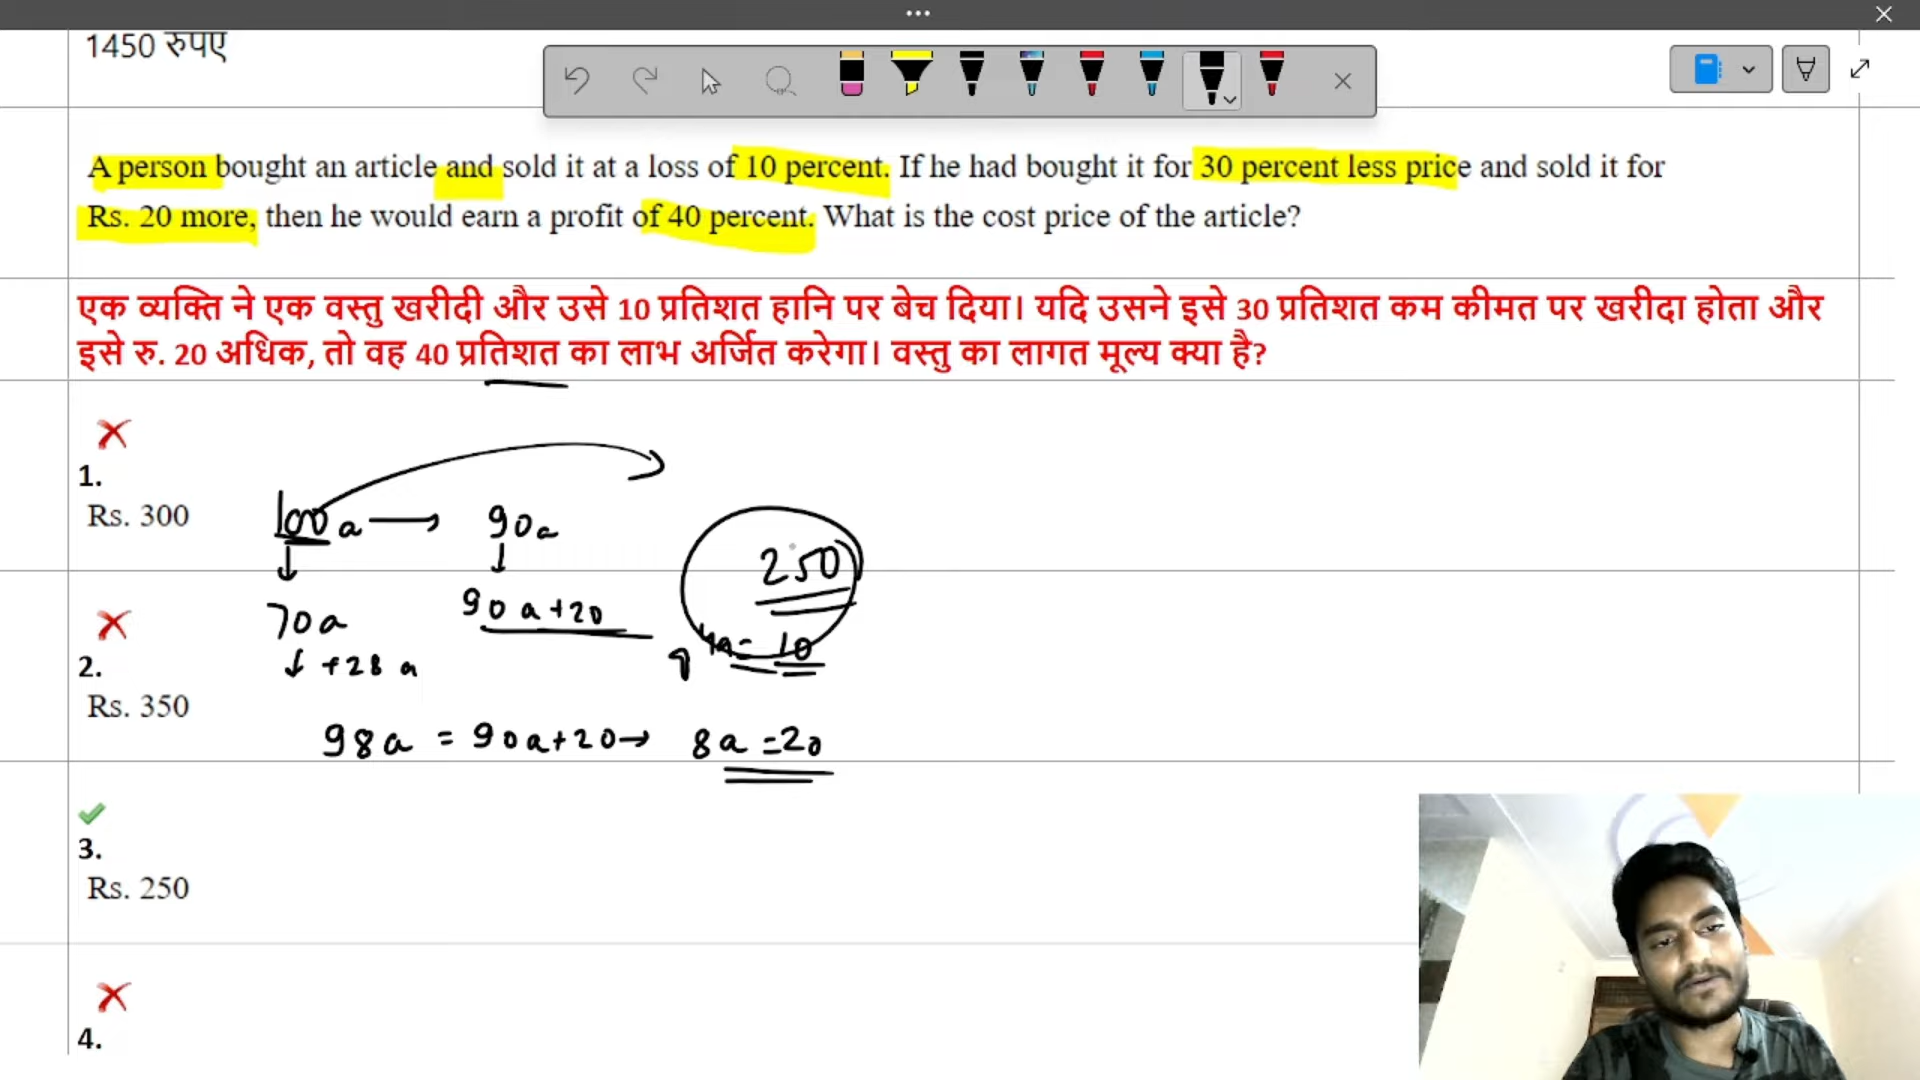 1450 रुपए
A person bought an article and sold it at a loss of 10 percent. If he had bought it for 30 percent less price and sold it for
Rs. 20 more, then he would earn a profit of 40 percent. What is the cost price of the article?
एक व्यक्ति ने एक वस्तु खरीदी और उसे 10 प्रतिशत हानि पर बेच दिया। यदि उसने इसे 30 प्रतिशत कम कीमत पर खरीदा होता और
इसे रु. 20 अधिक, तो वह 40 प्रतिशत का लाभ अर्जित करेगा। वस्तु का लागत मूल्य क्या है?
1.
Rs. 300
100a → 90a
250
70a
90a+20
4a = 10
2.
↓ +28a
Rs. 350
98a = 90a+20→ 8a=20
3.
Rs. 250
4.